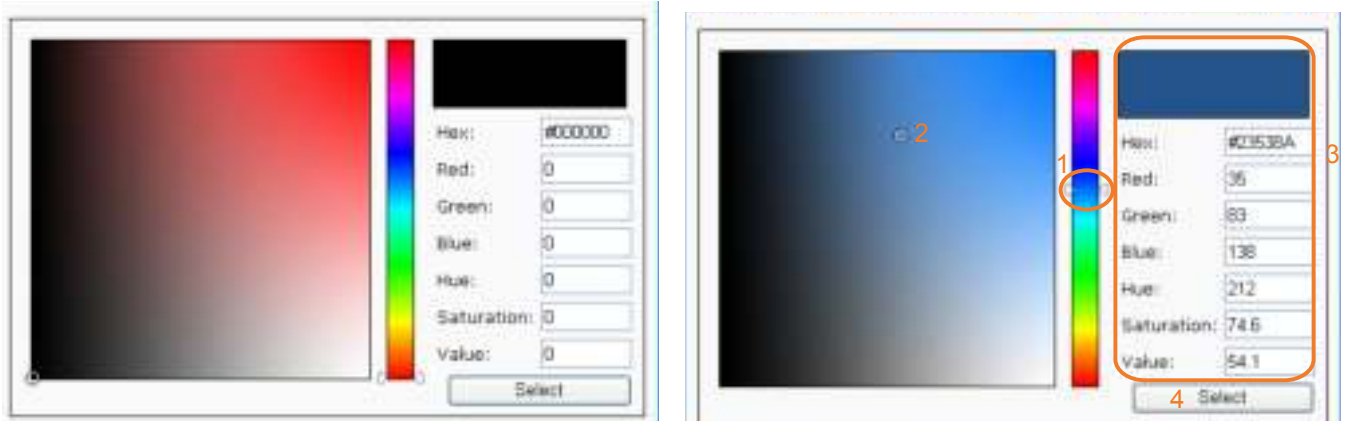 Hex: #000000
Red: 0
Green: 0
Blue: 0
Hue: 0
Saturation: 0
Value: 0
Select
1
2
3
Hex: #23538A
Red: 35
Green: 83
Blue: 138
Hue: 212
Saturation: 74.6
Value: 54.1
4 Select